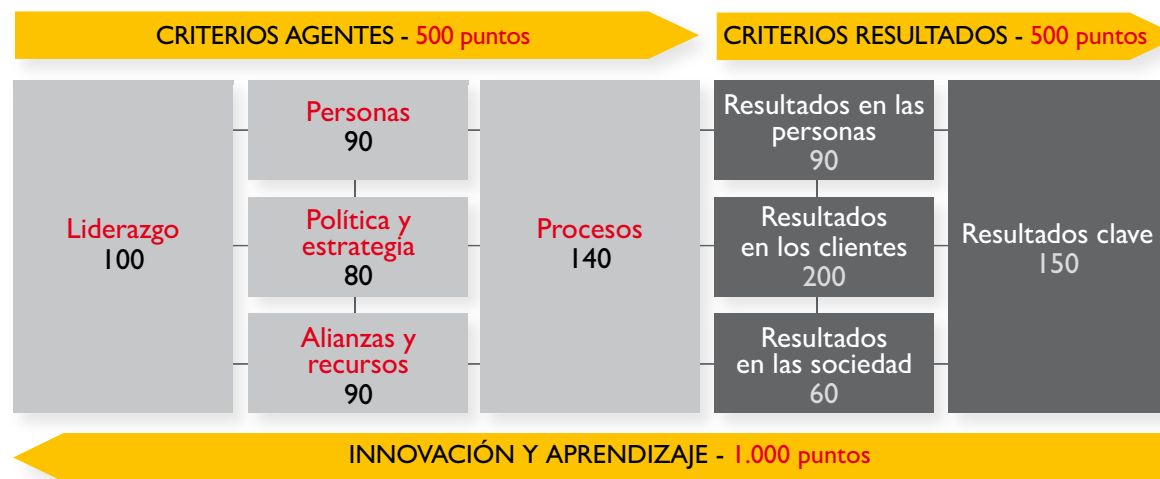 CRITERIOS AGENTES - 500 puntos
CRITERIOS RESULTADOS - 500 puntos
Liderazgo
100
Personas
90
Política y
estrategia
80
Alianzas y
recursos
90
Procesos
140
Resultados en las
personas
90
Resultados
en los clientes
200
Resultados
en las sociedad
60
Resultados clave
150
INNOVACIÓN Y APRENDIZAJE - 1.000 puntos